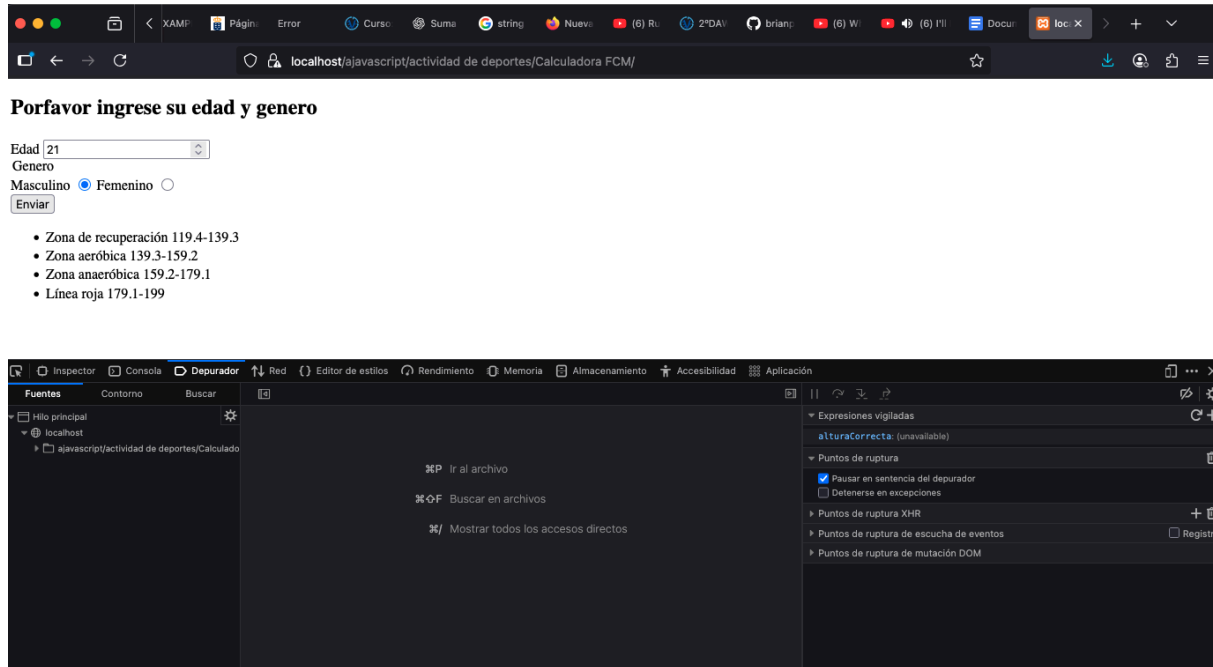 XAMP
Págin:
Error
Curso
Suma
string
Nueva
(6) Ru
2ºDAV
brianp
(6) W
(6) I'll
Docun
loc:
localhost/ajavascript/actividad de deportes/Calculadora FCM/
Porfavor ingrese su edad y genero
Edad 21
Genero
Masculino Femenino
Enviar
• Zona de recuperación 119.4-139.3
• Zona aeróbica 139.3-159.2
• Zona anaeróbica 159.2-179.1
• Línea roja 179.1-199
Inspector Consola Depurador Red Editor de estilos Rendimiento Memoria Almacenamiento Accesibilidad Aplicación
Fuentes Contorno Buscar
Hilo principal
localhost
ajavascript/actividad de deportes/Calculado
⌘P Ir al archivo
⌘⇧F Buscar en archivos
⌘/ Mostrar todos los accesos directos
Expresiones vigiladas
alturaCorrecta: (unavailable)
Puntos de ruptura
Pausar en sentencia del depurador
Detenerse en excepciones
Puntos de ruptura XHR
Puntos de ruptura de escucha de eventos Registr
Puntos de ruptura de mutación DOM